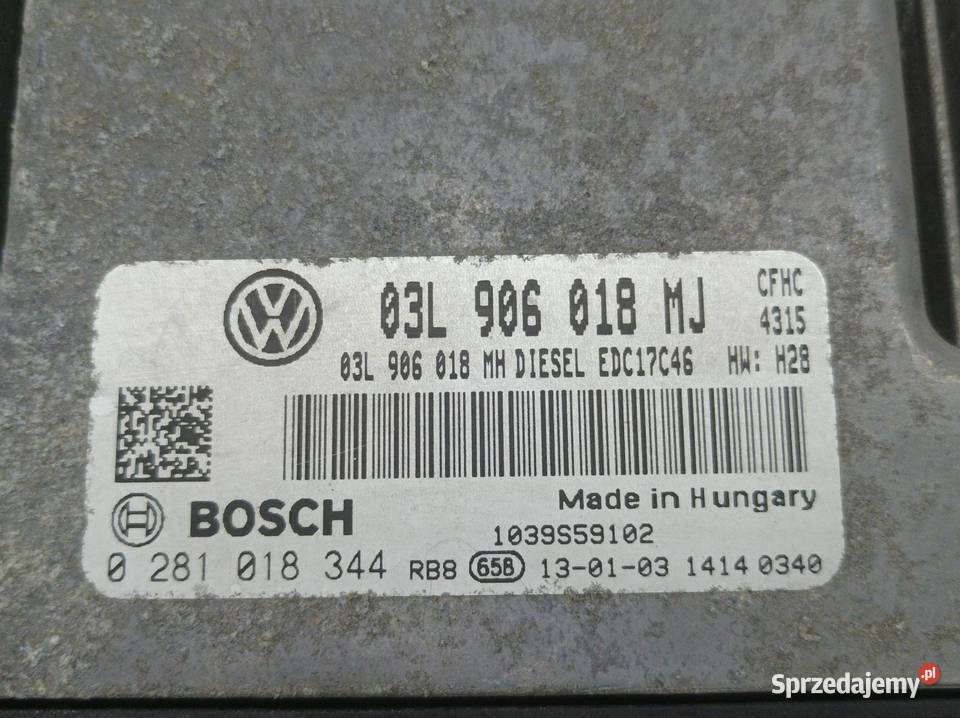 03L 906 018 MJ CFHC
4315
03L 906 018 MH DIESEL EDC17C46 HW: H28
Made in Hungary
BOSCH
1039S59102
0 281 018 344 RB8 65B 13-01-03 1414 0340
Sprzedajemy.pl